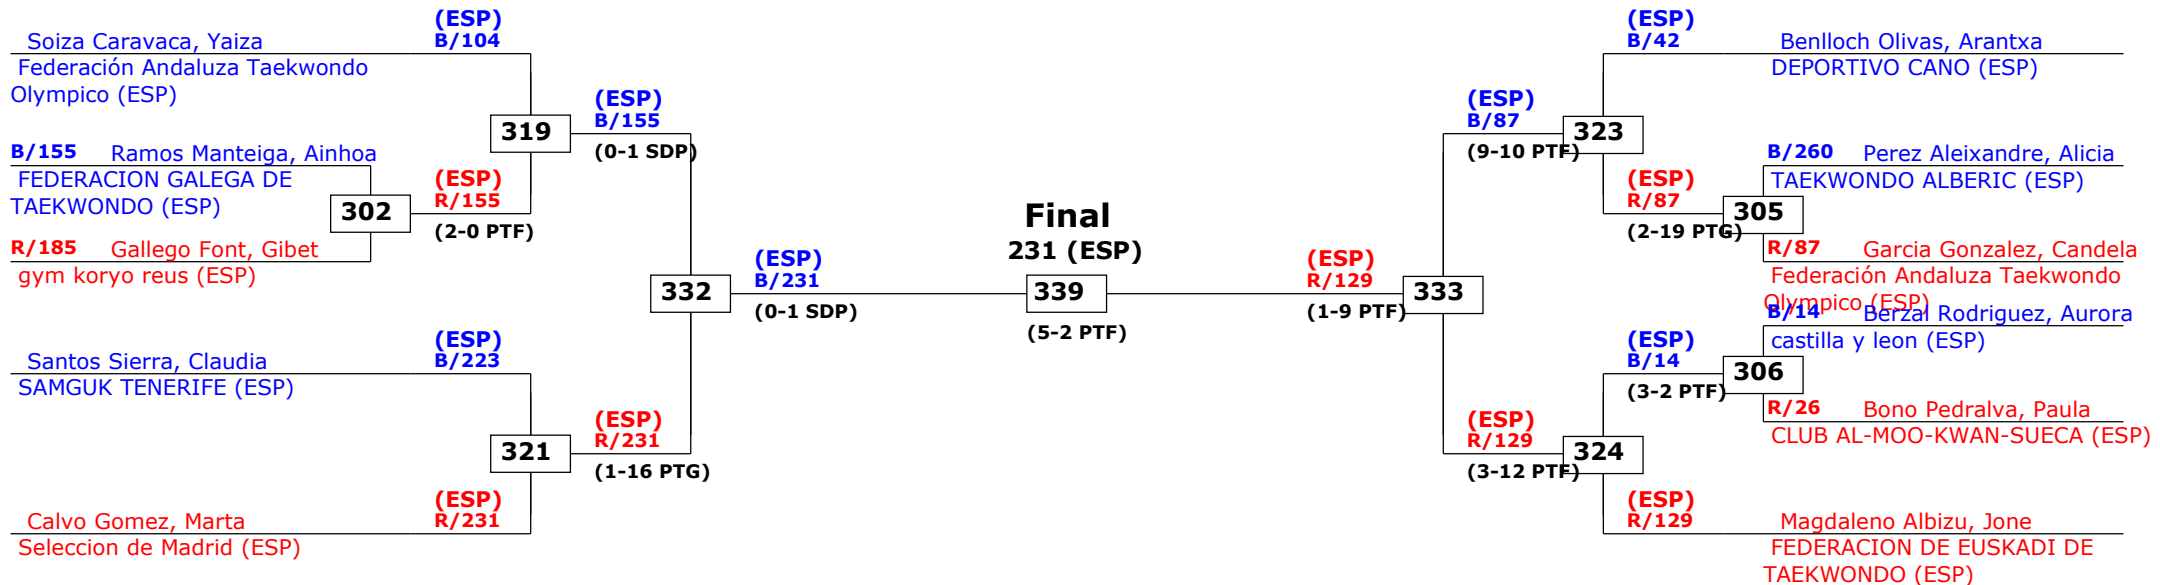 (ESP)
Soiza Caravaca, Yaiza B/104
Federación Andaluza Taekwondo
Olympico (ESP)
319
(ESP)
B/155
(0-1 SDP)
B/155 Ramos Manteiga, Ainhoa
FEDERACION GALEGA DE
TAEKWONDO (ESP)
302
(ESP)
R/155
(2-0 PTF)
R/185 Gallego Font, Gibet
gym koryo reus (ESP)
332
(ESP)
B/231
(0-1 SDP)
(ESP)
Santos Sierra, Claudia B/223
SAMGUK TENERIFE (ESP)
321
(ESP)
R/231
(1-16 PTG)
(ESP)
Calvo Gomez, Marta R/231
Seleccion de Madrid (ESP)
Final
231 (ESP)
339
(5-2 PTF)
(ESP)
R/129
(1-9 PTF)
333
(ESP)
B/87
(9-10 PTF)
323
(ESP)
B/42 Benlloch Olivas, Arantxa
DEPORTIVO CANO (ESP)
B/260 Perez Aleixandre, Alicia
TAEKWONDO ALBERIC (ESP)
(ESP)
R/87
(2-19 PTG)
305
R/87 Garcia Gonzalez, Candela
Federación Andaluza Taekwondo
Olympico (ESP)
B/14 Berzal Rodriguez, Aurora
castilla y leon (ESP)
(ESP)
B/14
(3-2 PTF)
306
R/26 Bono Pedralva, Paula
CLUB AL-MOO-KWAN-SUECA (ESP)
(ESP)
R/129
(3-12 PTF)
324
(ESP)
R/129 Magdaleno Albizu, Jone
FEDERACION DE EUSKADI DE
TAEKWONDO (ESP)